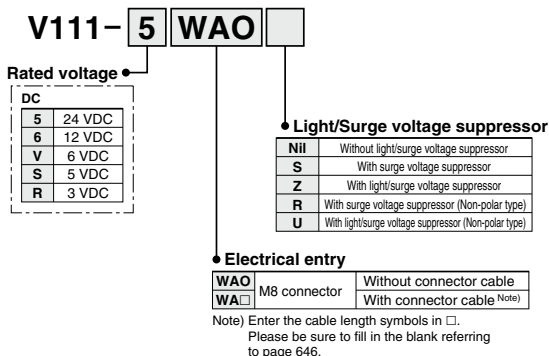 V111- 5 WAO
Rated voltage
DC
5 24 VDC
6 12 VDC
V 6 VDC
S 5 VDC
R 3 VDC
Light/Surge voltage suppressor
Nil Without light/surge voltage suppressor
S With surge voltage suppressor
Z With light/surge voltage suppressor
R With surge voltage suppressor (Non-polar type)
U With light/surge voltage suppressor (Non-polar type)
Electrical entry
WAO M8 connector Without connector cable
WA□ With connector cable Note)
Note) Enter the cable length symbols in □.
Please be sure to fill in the blank referring
to page 646.